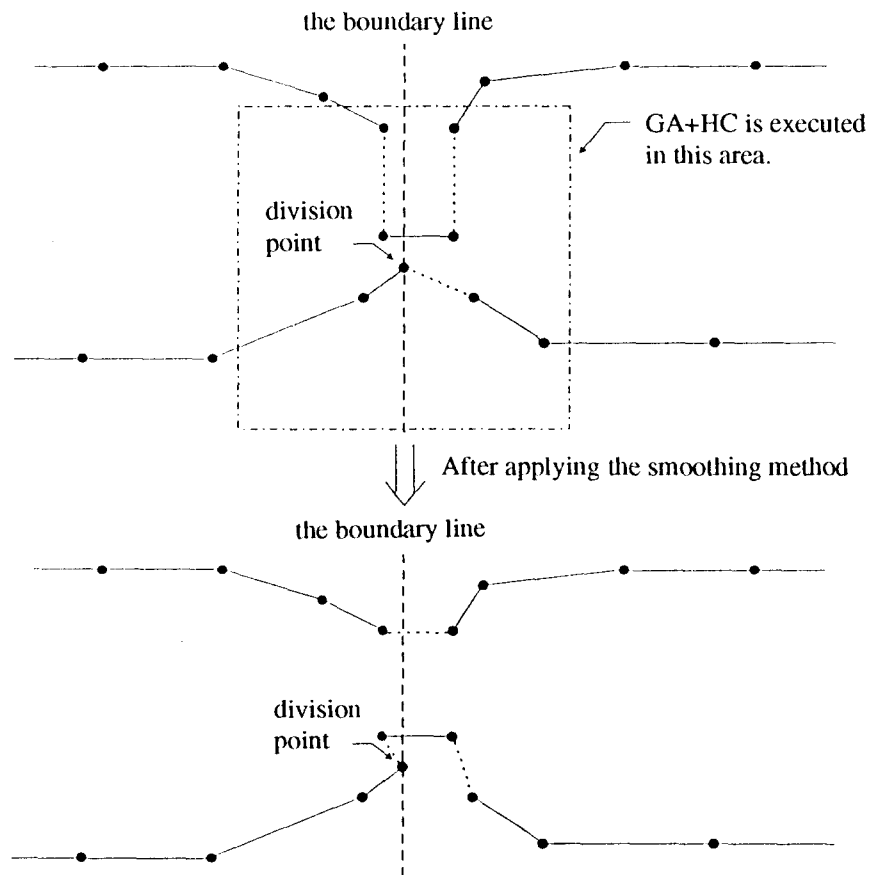 the boundary line
GA+HC is executed
in this area.
division
point
After applying the smoothing method
the boundary line
division
point